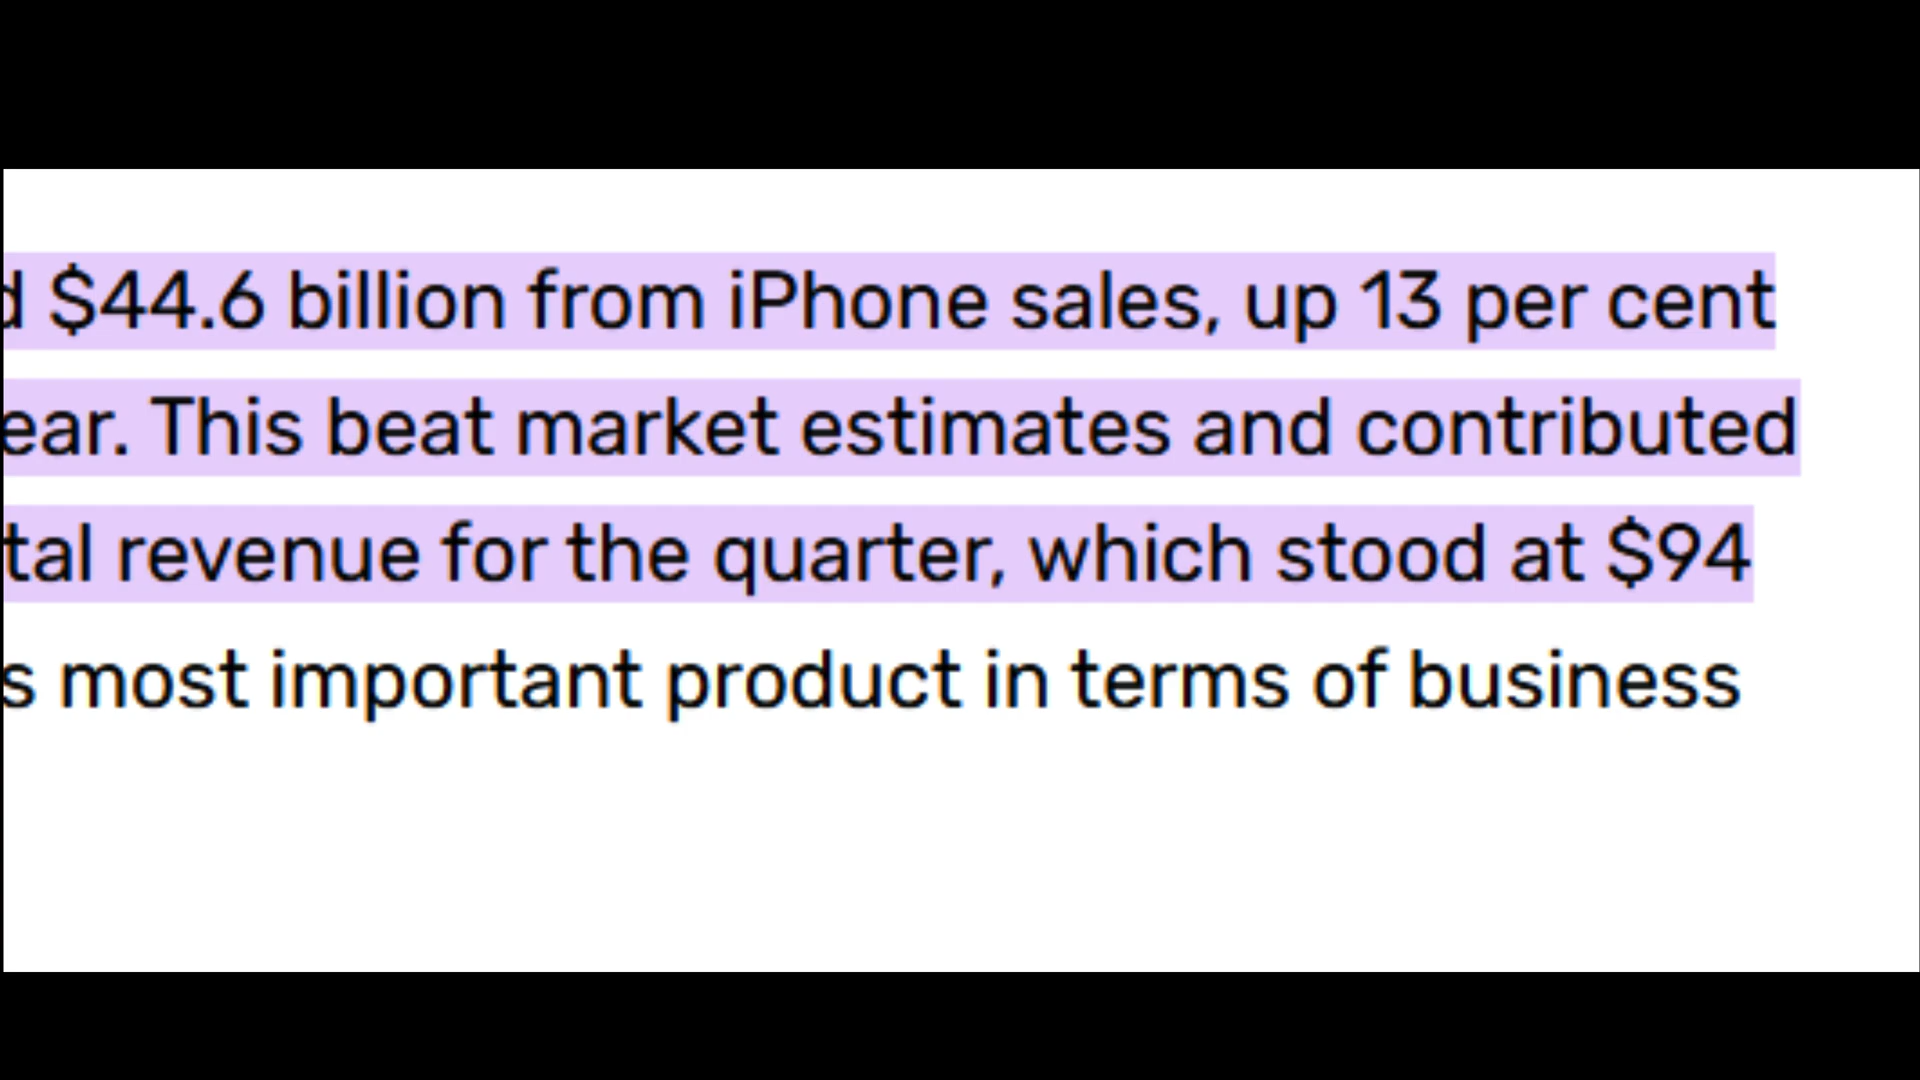 d $44.6 billion from iPhone sales, up 13 per cent
ear. This beat market estimates and contributed
tal revenue for the quarter, which stood at $94
s most important product in terms of business